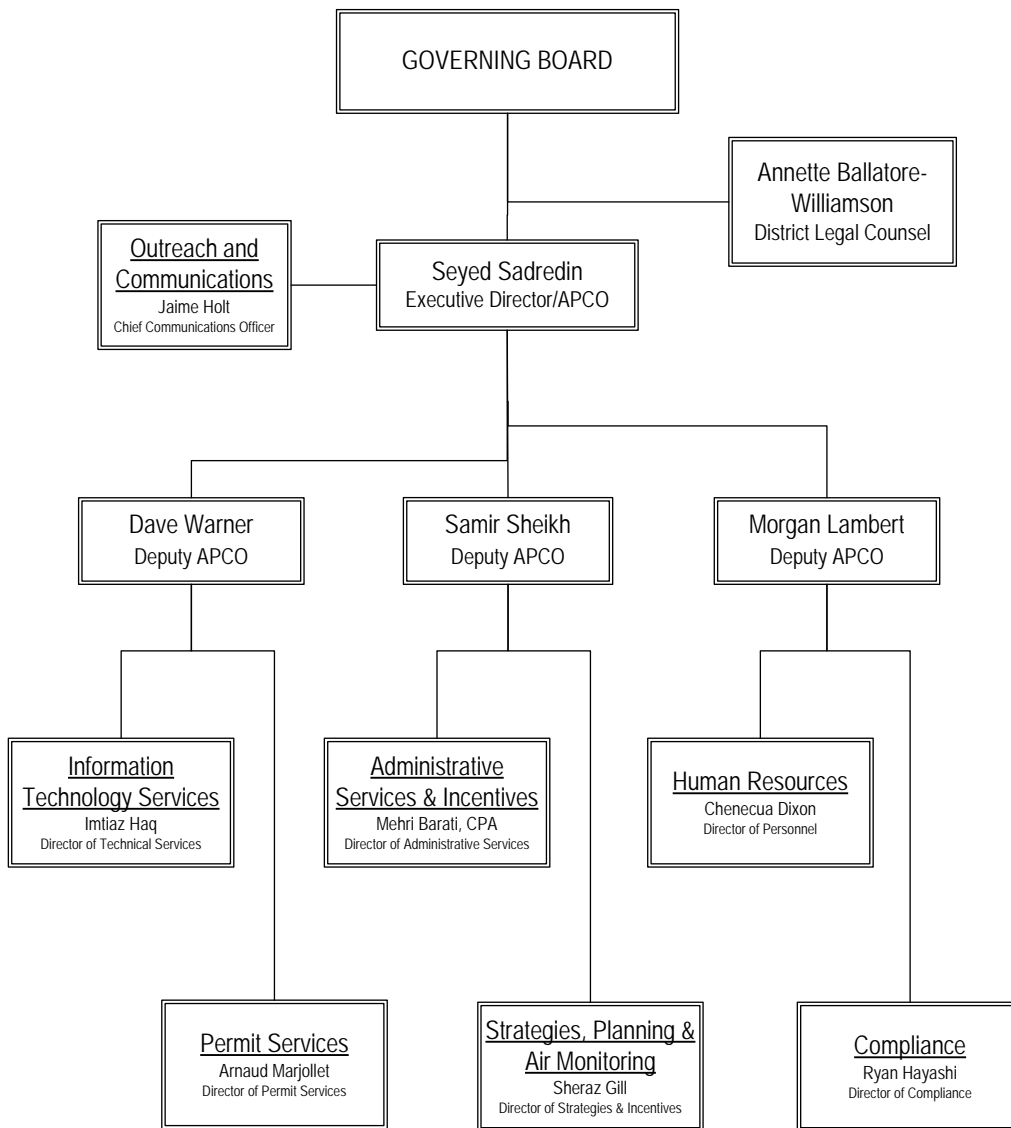 GOVERNING BOARD
Annette Ballatore-
Williamson
District Legal Counsel
Outreach and
Communications
Jaime Holt
Chief Communications Officer
Seyed Sadredin
Executive Director/APCO
Dave Warner
Deputy APCO
Samir Sheikh
Deputy APCO
Morgan Lambert
Deputy APCO
Information
Technology Services
Imtiaz Haq
Director of Technical Services
Administrative
Services & Incentives
Mehri Barati, CPA
Director of Administrative Services
Human Resources
Chenecua Dixon
Director of Personnel
Permit Services
Arnaud Marjollet
Director of Permit Services
Strategies, Planning &
Air Monitoring
Sheraz Gill
Director of Strategies & Incentives
Compliance
Ryan Hayashi
Director of Compliance